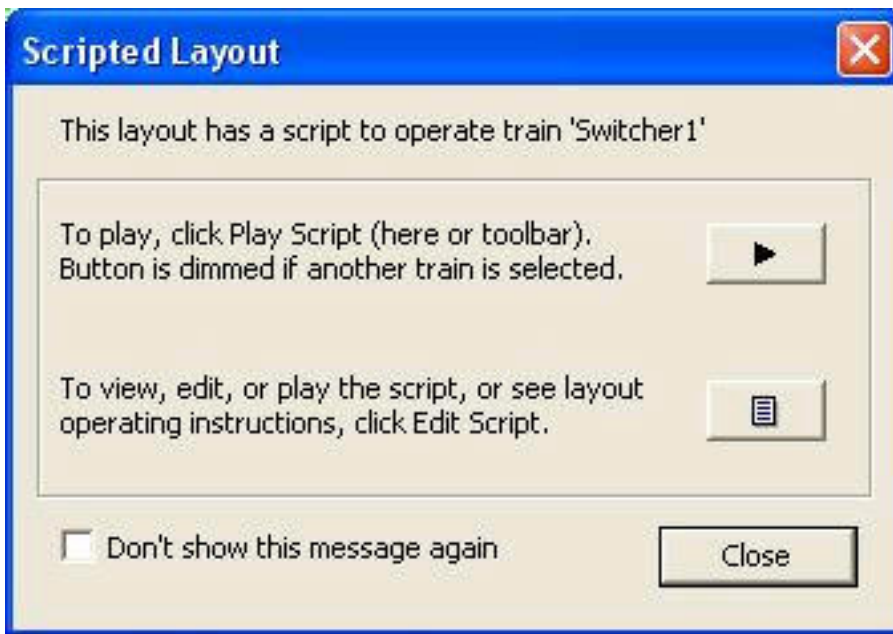 Scripted Layout
This layout has a script to operate train 'Switcher1'
To play, click Play Script (here or toolbar).
Button is dimmed if another train is selected.
To view, edit, or play the script, or see layout
operating instructions, click Edit Script.
Don't show this message again
Close